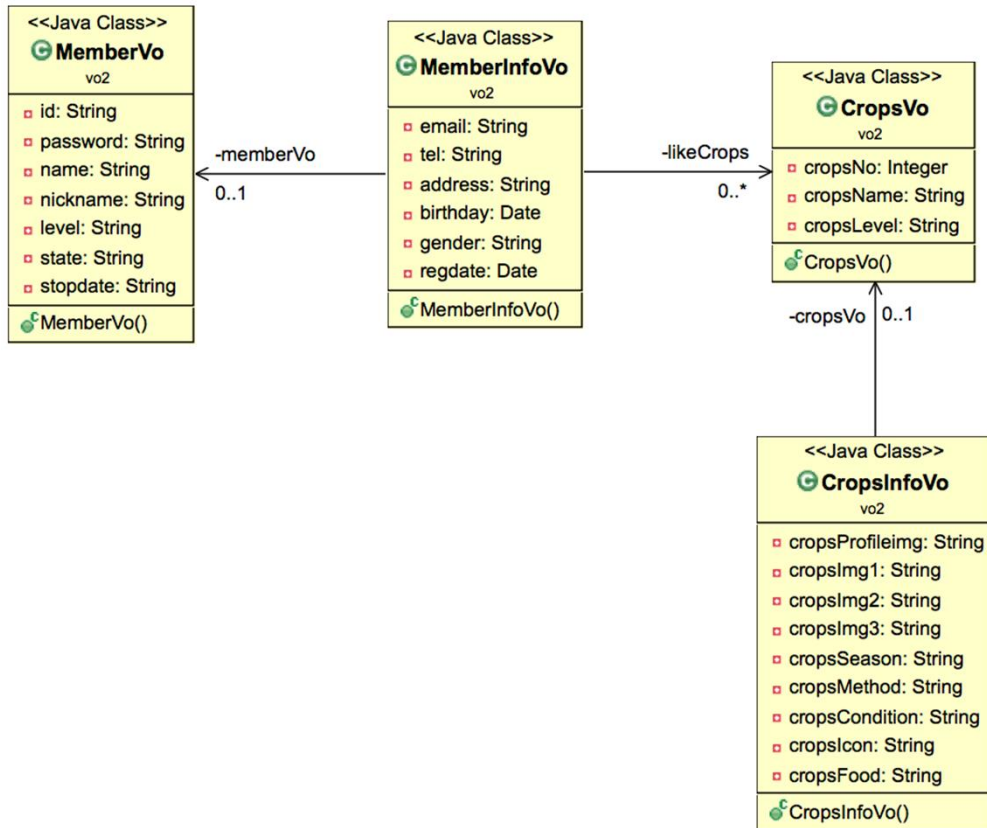 <<Java Class>>
MemberVo
vo2
id: String
password: String
name: String
nickname: String
level: String
state: String
stopdate: String
MemberVo()
-memberVo
0..1
<<Java Class>>
MemberInfoVo
vo2
email: String
tel: String
address: String
birthday: Date
gender: String
regdate: Date
MemberInfoVo()
-likeCrops
0..*
<<Java Class>>
CropsVo
vo2
cropsNo: Integer
cropsName: String
cropsLevel: String
CropsVo()
-cropsVo
0..1
<<Java Class>>
CropsInfoVo
vo2
cropsProfileimg: String
cropsImg1: String
cropsImg2: String
cropsImg3: String
cropsSeason: String
cropsMethod: String
cropsCondition: String
cropsIcon: String
cropsFood: String
CropsInfoVo()